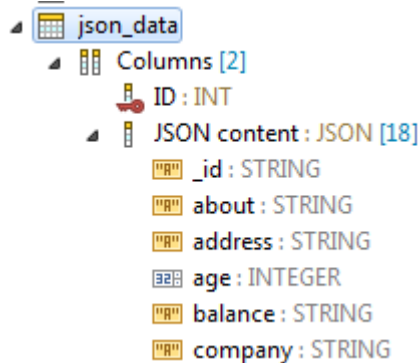 json_data
Columns [2]
ID : INT
JSON content : JSON [18]
"A" _id : STRING
"A" about : STRING
"A" address : STRING
32 age : INTEGER
"A" balance : STRING
"A" company : STRING